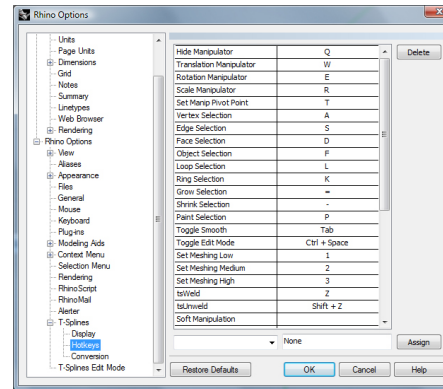 Rhino Options
Units
Page Units
Dimensions
Grid
Notes
Summary
Linetypes
Web Browser
Rendering
Rhino Options
View
Aliases
Appearance
Files
General
Mouse
Keyboard
Plug-ins
Modeling Aids
Context Menu
Selection Menu
Rendering
RhinoScript
RhinoMail
Alerter
T-Splines
Display
Hotkeys
Conversion
T-Splines Edit Mode
Hide Manipulator Q
Translation Manipulator W
Rotation Manipulator E
Scale Manipulator R
Set Manip Pivot Point T
Vertex Selection A
Edge Selection S
Face Selection D
Object Selection F
Loop Selection L
Ring Selection K
Grow Selection =
Shrink Selection -
Paint Selection P
Toggle Smooth Tab
Toggle Edit Mode Ctrl + Space
Set Meshing Low 1
Set Meshing Medium 2
Set Meshing High 3
tsWeld Z
tsUnweld Shift + Z
Soft Manipulation
Delete
None
Assign
Restore Defaults
OK
Cancel
Help